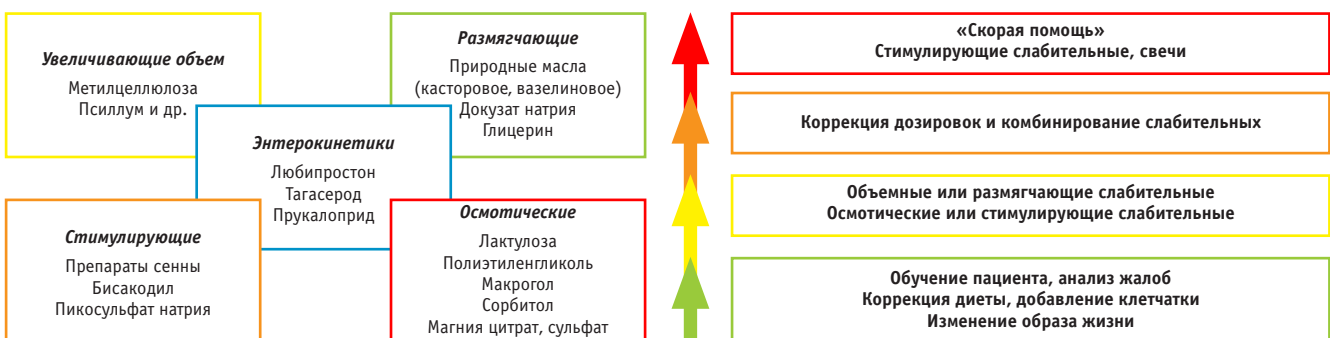 Увеличивающие объем
Метилцеллюлоза
Псиллум и др.
Размягчающие
Природные масла
(касторовое, вазелиновое)
Докузат натрия
Глицерин
Энтерокинетики
Любипростон
Тагасерод
Прукалоприд
Стимулирующие
Препараты сенны
Бисакодил
Пикосульфат натрия
Осмотические
Лактулоза
Полиэтиленгликоль
Макрогол
Сорбитол
Магния цитрат, сульфат
«Скорая помощь»
Стимулирующие слабительные, свечи
Коррекция дозировок и комбинирование слабительных
Объемные или размягчающие слабительные
Осмотические или стимулирующие слабительные
Обучение пациента, анализ жалоб
Коррекция диеты, добавление клетчатки
Изменение образа жизни